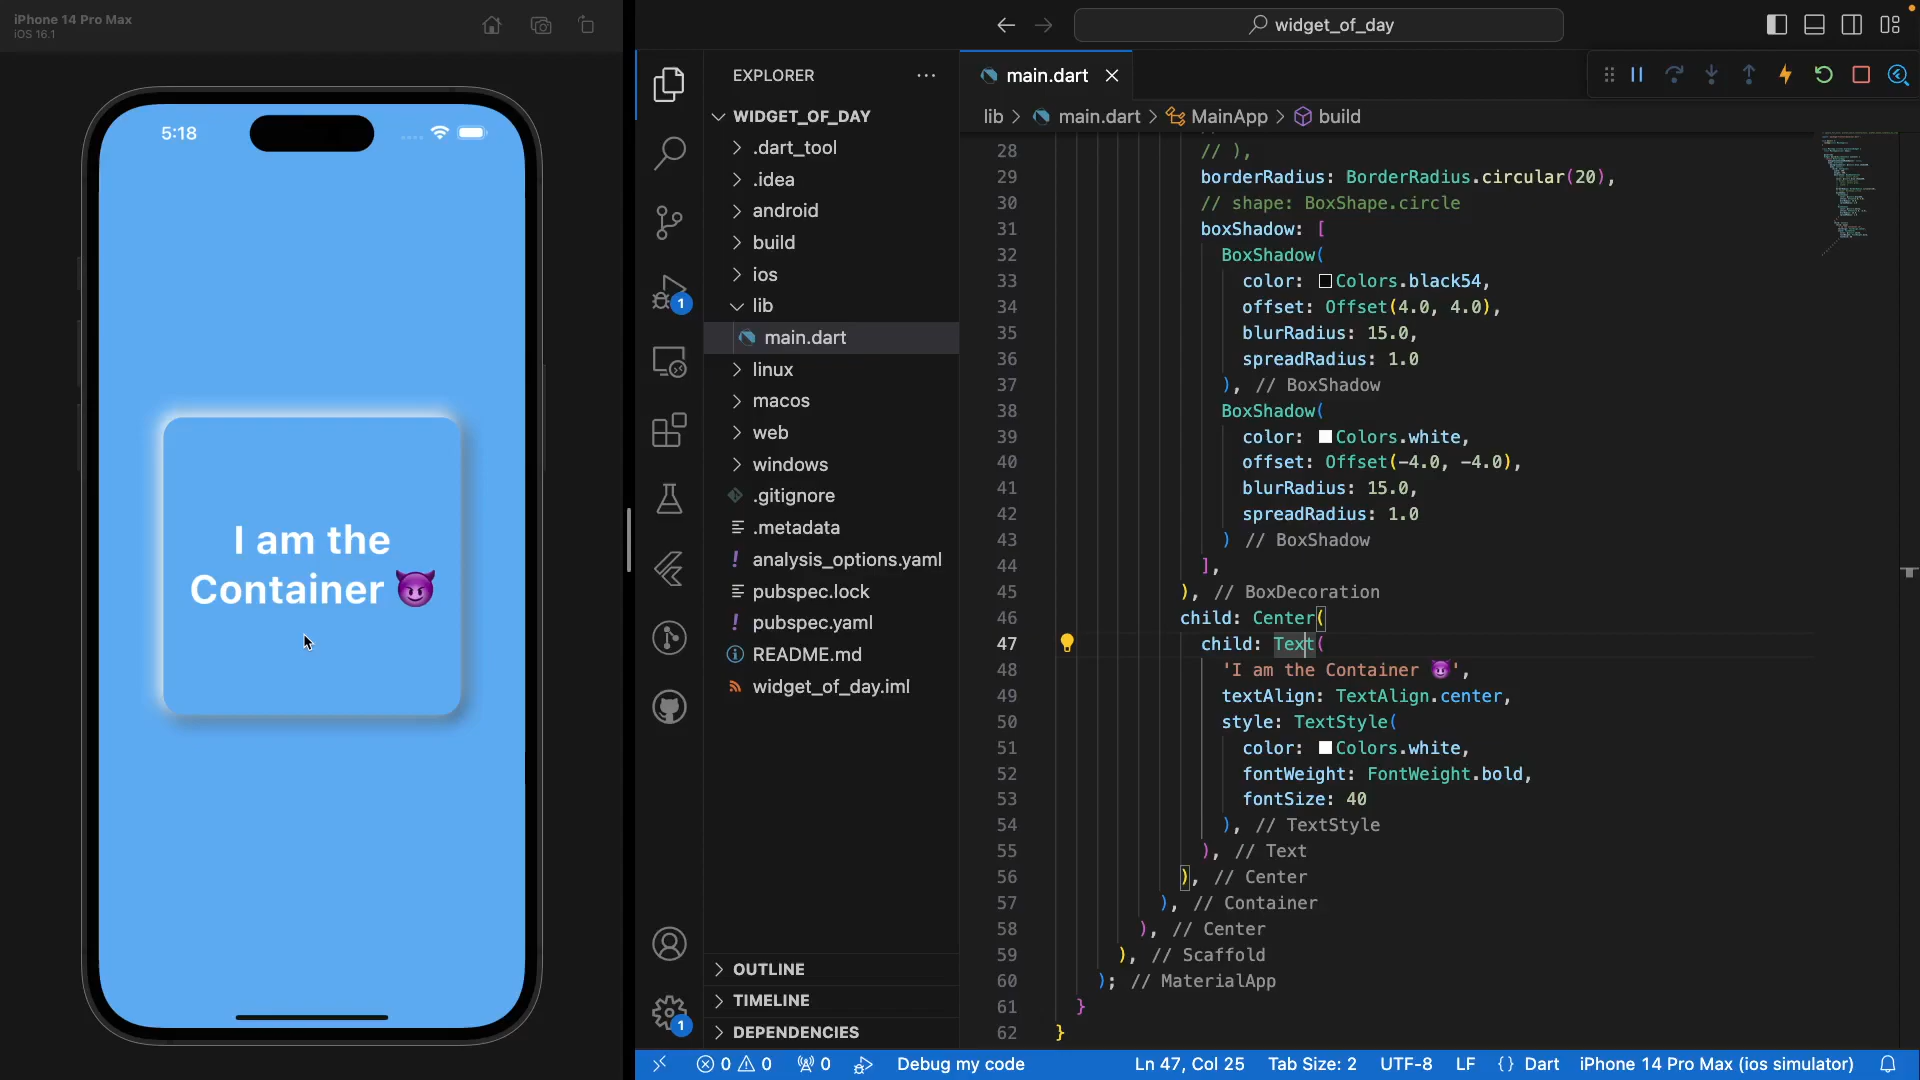 iPhone 14 Pro Max
iOS 16.1
5:18
I am the
Container 😈
widget_of_day
EXPLORER
WIDGET_OF_DAY
.dart_tool
.idea
android
build
ios
lib
main.dart
linux
macos
web
windows
.gitignore
.metadata
analysis_options.yaml
pubspec.lock
pubspec.yaml
README.md
widget_of_day.iml
OUTLINE
TIMELINE
DEPENDENCIES
1
1
main.dart
lib > main.dart > MainApp > build
28 // ),
29 borderRadius: BorderRadius.circular(20),
30 // shape: BoxShape.circle
31 boxShadow: [
32 BoxShadow(
33 color: Colors.black54,
34 offset: Offset(4.0, 4.0),
35 blurRadius: 15.0,
36 spreadRadius: 1.0
37 ), // BoxShadow
38 BoxShadow(
39 color: Colors.white,
40 offset: Offset(-4.0, -4.0),
41 blurRadius: 15.0,
42 spreadRadius: 1.0
43 ) // BoxShadow
44 ],
45 ), // BoxDecoration
46 child: Center(
47 child: Text(
48 'I am the Container 😈',
49 textAlign: TextAlign.center,
50 style: TextStyle(
51 color: Colors.white,
52 fontWeight: FontWeight.bold,
53 fontSize: 40
54 ), // TextStyle
55 ), // Text
56 ), // Center
57 ), // Container
58 ), // Center
59 ), // Scaffold
60 ); // MaterialApp
61 }
62 }
0 0 0 Debug my code Ln 47, Col 25 Tab Size: 2 UTF-8 LF {} Dart iPhone 14 Pro Max (ios simulator)